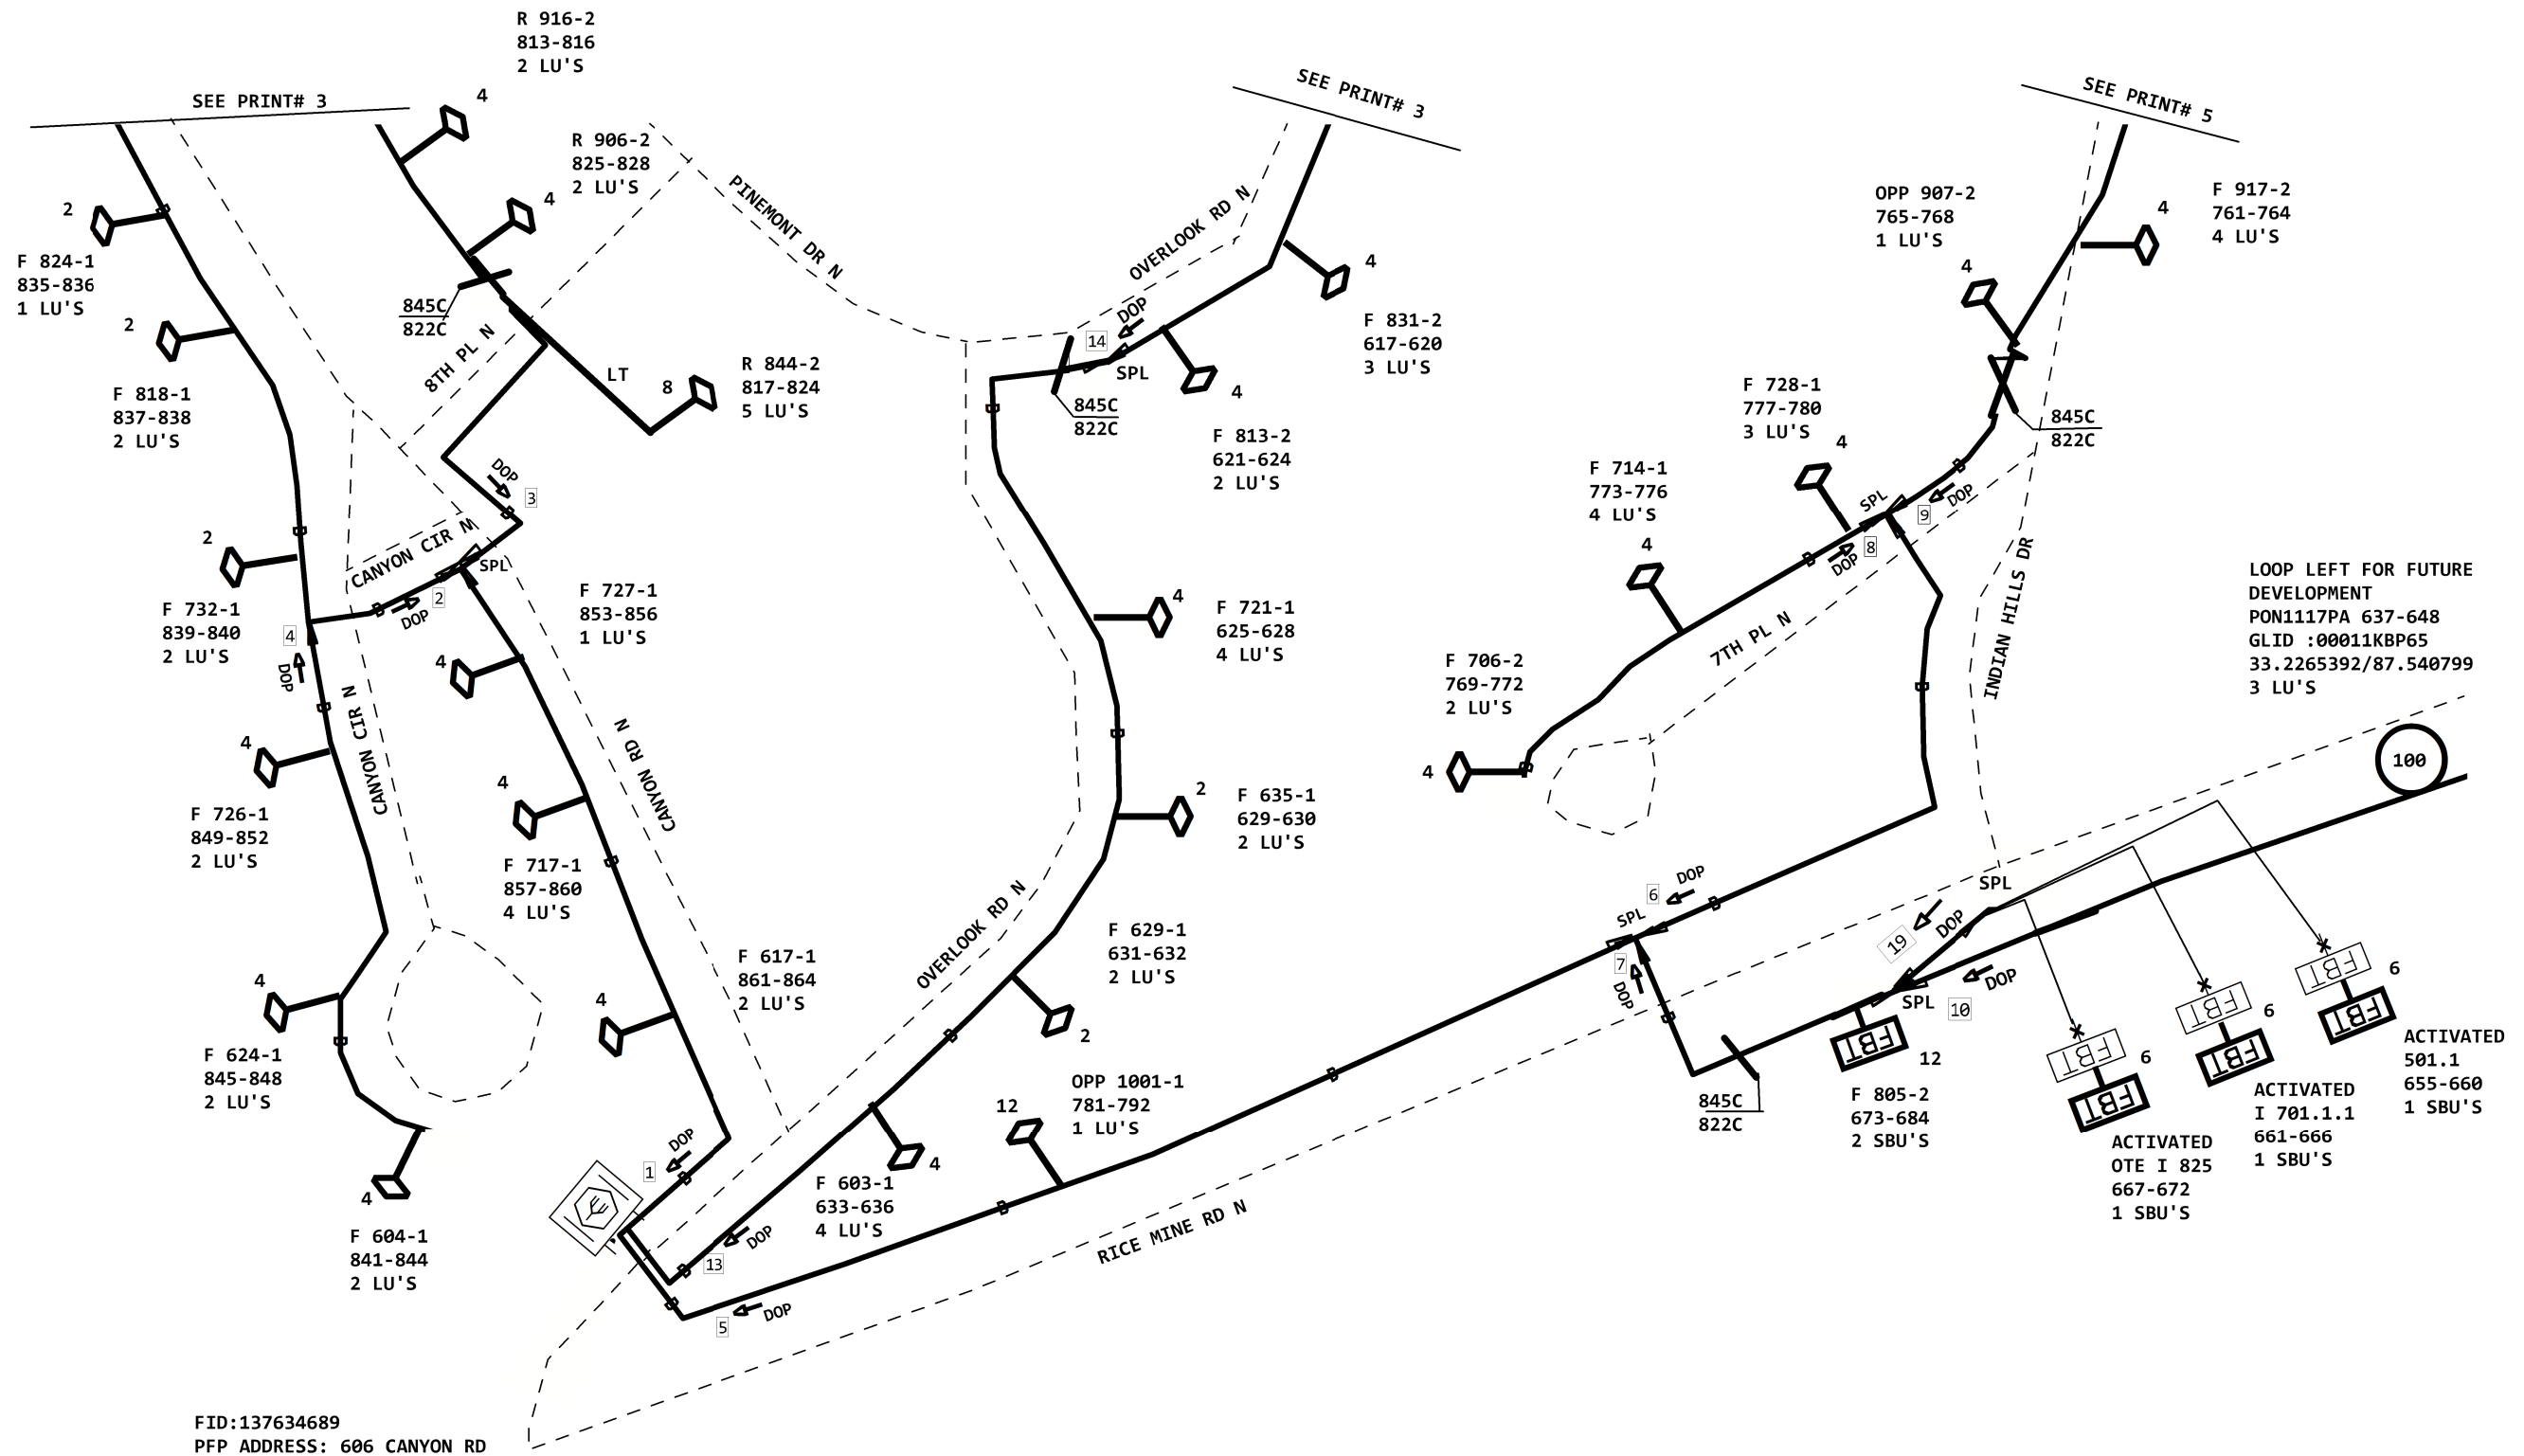 R 916-2
813-816
2 LU'S
4
SEE PRINT# 3
R 906-2
825-828
2 LU'S
4
SEE PRINT# 3
SEE PRINT# 5
PINEMONT DR N
OVERLOOK RD N
OPP 907-2
765-768
1 LU'S
4
F 917-2
761-764
4 LU'S
4
2
F 824-1
835-836
1 LU'S
2
845C
822C
8TH PL N
LT
8
R 844-2
817-824
5 LU'S
DOP
14
SPL
845C
822C
4
F 831-2
617-620
3 LU'S
4
F 813-2
621-624
2 LU'S
F 818-1
837-838
2 LU'S
F 728-1
777-780
3 LU'S
4
845C
822C
F 714-1
773-776
4 LU'S
4
SPL
DOP
9
8
DOP
DOP
3
CANYON CIR N
SPL
2
DOP
2
F 732-1
839-840
2 LU'S
4
DOP
F 727-1
853-856
1 LU'S
4
4
F 721-1
625-628
4 LU'S
7TH PL N
INDIAN HILLS DR
LOOP LEFT FOR FUTURE
DEVELOPMENT
PON1117PA 637-648
GLID :00011KBP65
33.2265392/87.540799
3 LU'S
100
F 706-2
769-772
2 LU'S
4
CANYON CIR N
CANYON RD N
4
F 726-1
849-852
2 LU'S
4
F 717-1
857-860
4 LU'S
2
F 635-1
629-630
2 LU'S
OVERLOOK RD N
F 629-1
631-632
2 LU'S
2
6
DOP
SPL
7
DOP
SPL
DOP
19
DOP
SPL
10
845C
822C
FBT
12
F 805-2
673-684
2 SBU'S
FBT
6
FBT
ACTIVATED
OTE I 825
667-672
1 SBU'S
FBT
6
FBT
ACTIVATED
I 701.1.1
661-666
1 SBU'S
FBT
6
FBT
ACTIVATED
501.1
655-660
1 SBU'S
4
F 624-1
845-848
2 LU'S
4
F 617-1
861-864
2 LU'S
OPP 1001-1
781-792
1 LU'S
12
4
F 604-1
841-844
2 LU'S
DOP
1
4
F 603-1
633-636
4 LU'S
DOP
13
DOP
5
RICE MINE RD N
FID:137634689
PFP ADDRESS: 606 CANYON RD